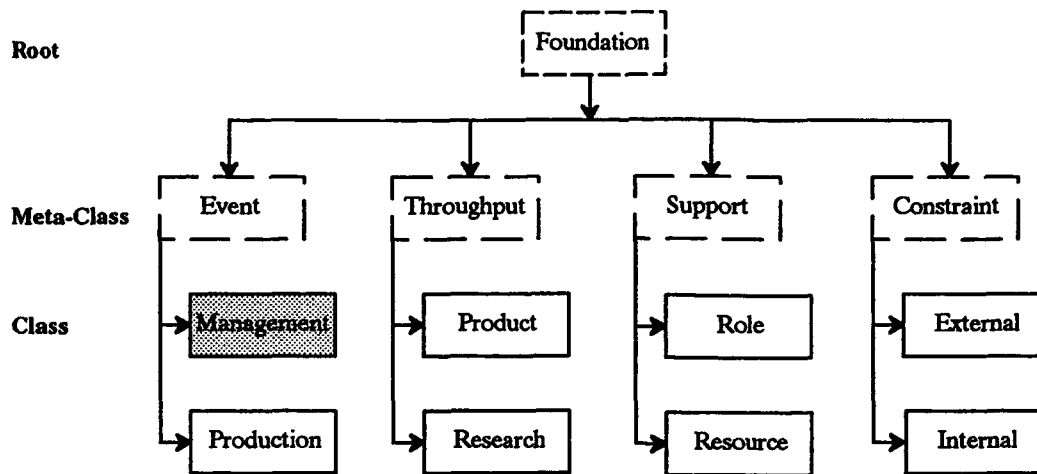 Root
Foundation
Meta-Class
Event
Throughput
Support
Constraint
Class
Management
Product
Role
External
Production
Research
Resource
Internal